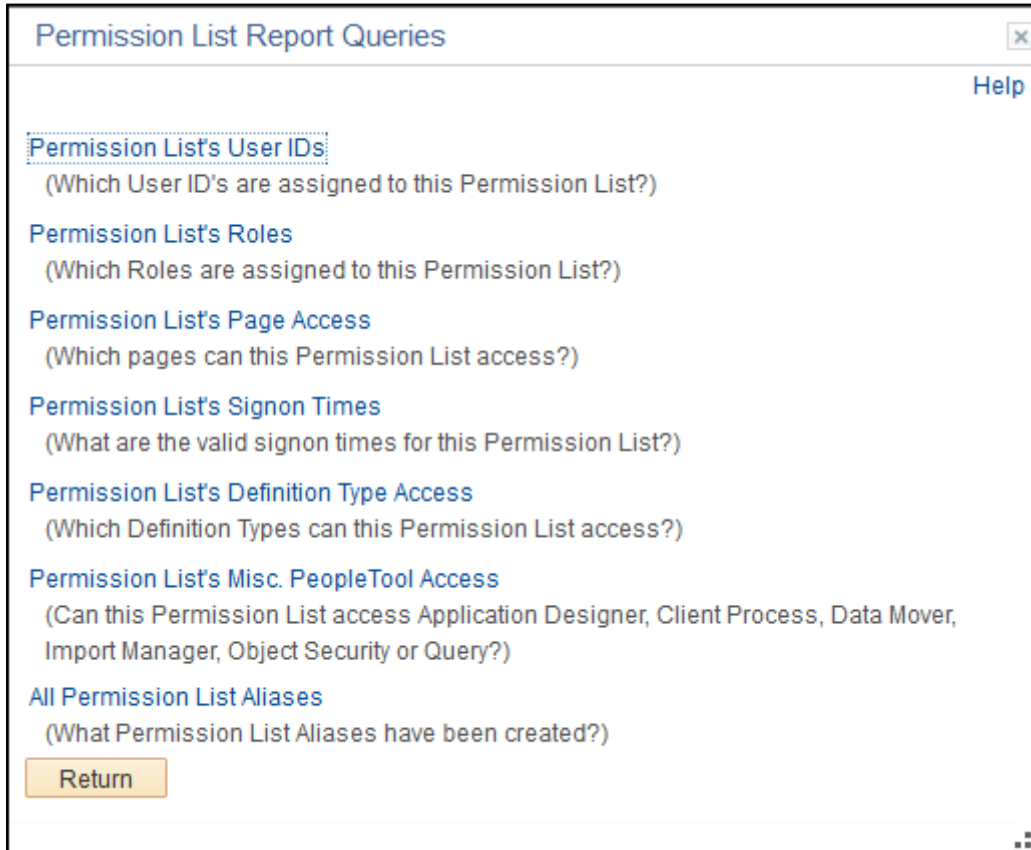 Permission List Report Queries
Help
Permission List's User IDs
(Which User ID's are assigned to this Permission List?)
Permission List's Roles
(Which Roles are assigned to this Permission List?)
Permission List's Page Access
(Which pages can this Permission List access?)
Permission List's Signon Times
(What are the valid signon times for this Permission List?)
Permission List's Definition Type Access
(Which Definition Types can this Permission List access?)
Permission List's Misc. PeopleTool Access
(Can this Permission List access Application Designer, Client Process, Data Mover,
Import Manager, Object Security or Query?)
All Permission List Aliases
(What Permission List Aliases have been created?)
Return